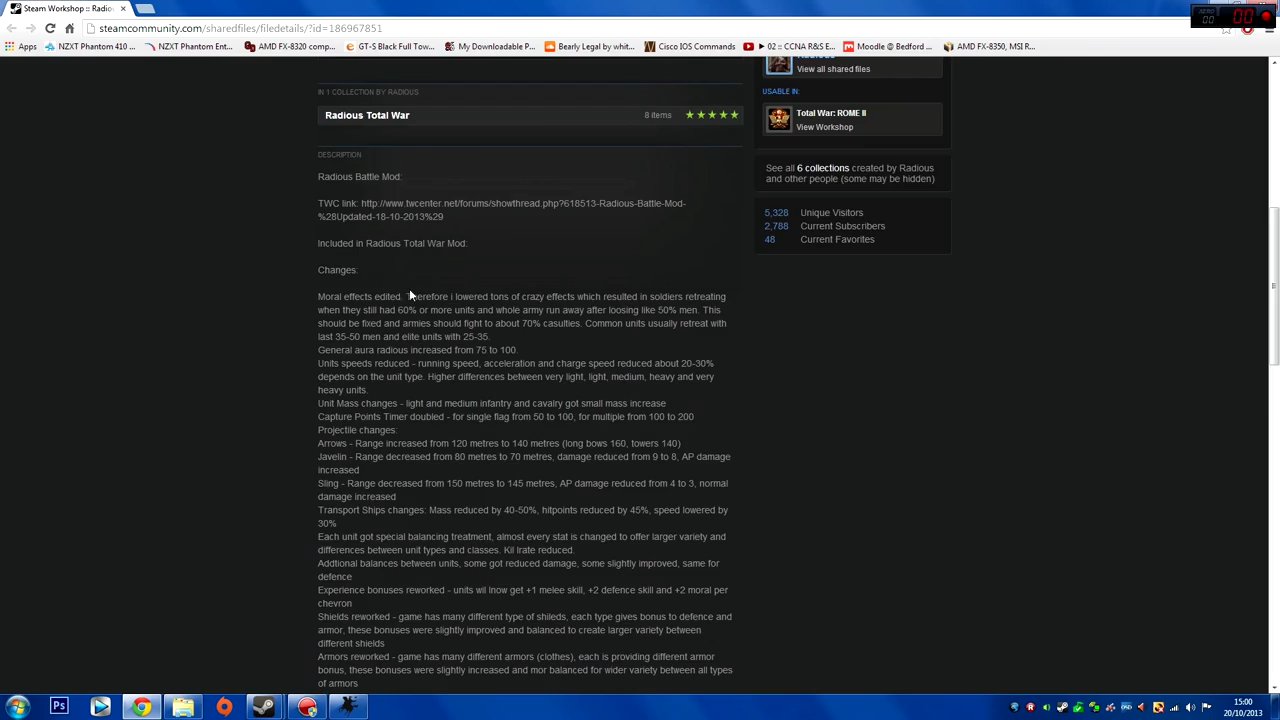 Steam Workshop :: Radio
steamcommunity.com/sharedfiles/filedetails/?id=186967851
Apps NZXT Phantom 410 ... NZXT Phantom Ent... AMD FX-8320 comp... GT-S Black Full Tow... My Downloadable P... Bearly Legal by whit... Cisco IOS Commands ► 02 :: CCNA R&S E... Moodle @ Bedford ... AMD FX-8350, MSI R...
View all shared files
IN 1 COLLECTION BY RADIOUS
USABLE IN:
Radious Total War 8 items
Total War: ROME II
View Workshop
DESCRIPTION
Radious Battle Mod:
See all 6 collections created by Radious
and other people (some may be hidden)
TWC link: http://www.twcenter.net/forums/showthread.php?618513-Radious-Battle-Mod-
%28Updated-18-10-2013%29
5,328 Unique Visitors
2,788 Current Subscribers
48 Current Favorites
Included in Radious Total War Mod:
Changes:
Moral effects edited. Therefore i lowered tons of crazy effects which resulted in soldiers retreating
when they still had 60% or more units and whole army run away after loosing like 50% men. This
should be fixed and armies should fight to about 70% casulties. Common units usually retreat with
last 35-50 men and elite units with 25-35.
General aura radious increased from 75 to 100.
Units speeds reduced - running speed, acceleration and charge speed reduced about 20-30%
depends on the unit type. Higher differences between very light, light, medium, heavy and very
heavy units.
Unit Mass changes - light and medium infantry and cavalry got small mass increase
Capture Points Timer doubled - for single flag from 50 to 100, for multiple from 100 to 200
Projectile changes:
Arrows - Range increased from 120 metres to 140 metres (long bows 160, towers 140)
Javelin - Range decreased from 80 metres to 70 metres, damage reduced from 9 to 8, AP damage
increased
Sling - Range decreased from 150 metres to 145 metres, AP damage reduced from 4 to 3, normal
damage increased
Transport Ships changes: Mass reduced by 40-50%, hitpoints reduced by 45%, speed lowered by
30%
Each unit got special balancing treatment, almost every stat is changed to offer larger variety and
differences between unit types and classes. Kil lrate reduced.
Addtional balances between units, some got reduced damage, some slightly improved, same for
defence
Experience bonuses reworked - units wil lnow get +1 melee skill, +2 defence skill and +2 moral per
chevron
Shields reworked - game has many different type of shileds, each type gives bonus to defence and
armor, these bonuses were slightly improved and balanced to create larger variety between
different shields
Armors reworked - game has many different armors (clothes), each is providing different armor
bonus, these bonuses were slightly increased and mor balanced for wider variety between all types
of armors
Ps
15:00
20/10/2013